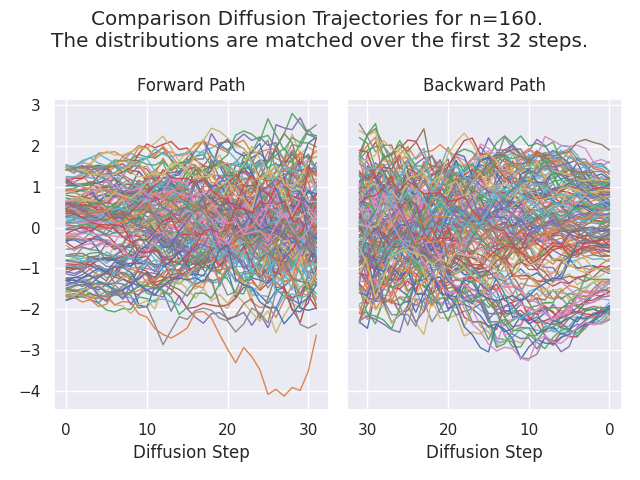 Comparison Diffusion Trajectories for n=160.
The distributions are matched over the first 32 steps.
Forward Path
Backward Path
3
2
1
0
−1
−2
−3
−4
0
10
20
30
30
20
10
0
Diffusion Step
Diffusion Step